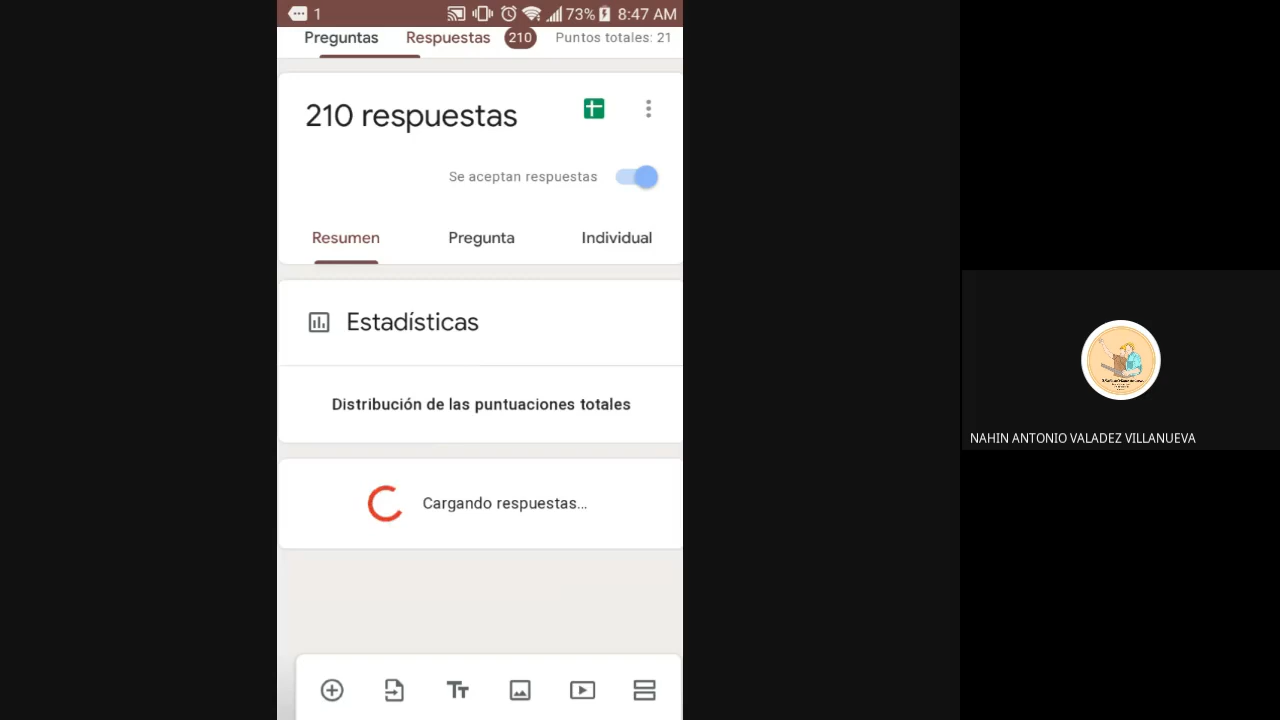 1
73%
8:47 AM
Preguntas
Respuestas
210
Puntos totales: 21
210 respuestas
Se aceptan respuestas
Resumen
Pregunta
Individual
Estadísticas
Distribución de las puntuaciones totales
Cargando respuestas...
Tт
NAHIN ANTONIO VALADEZ VILLANUEVA